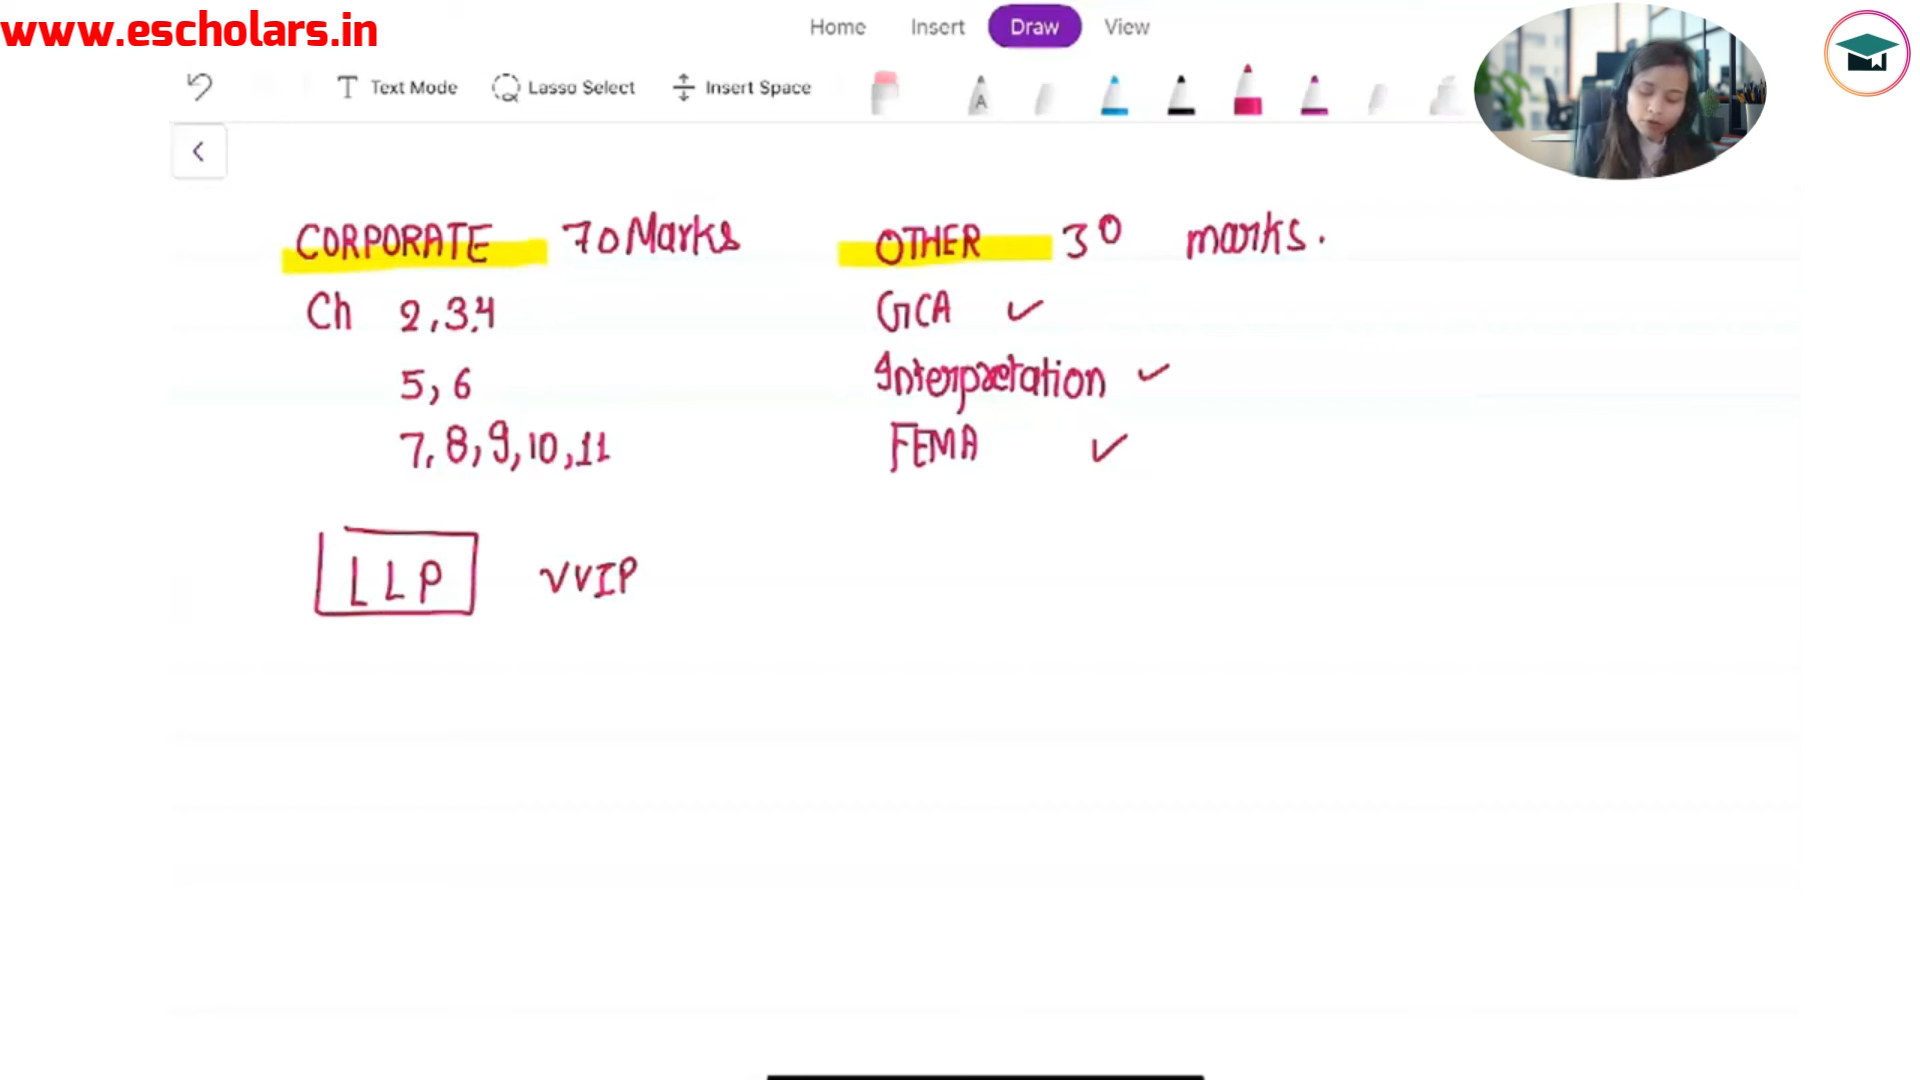 www.escholars.in
Home Insert Draw View
Text Mode Lasso Select Insert Space
A
CORPORATE 70 Marks
Ch 2,3,4
5,6
7,8,9,10,11
LLP VVIP
OTHER 30 marks.
GCA ✓
Interpretation ✓
FEMA ✓